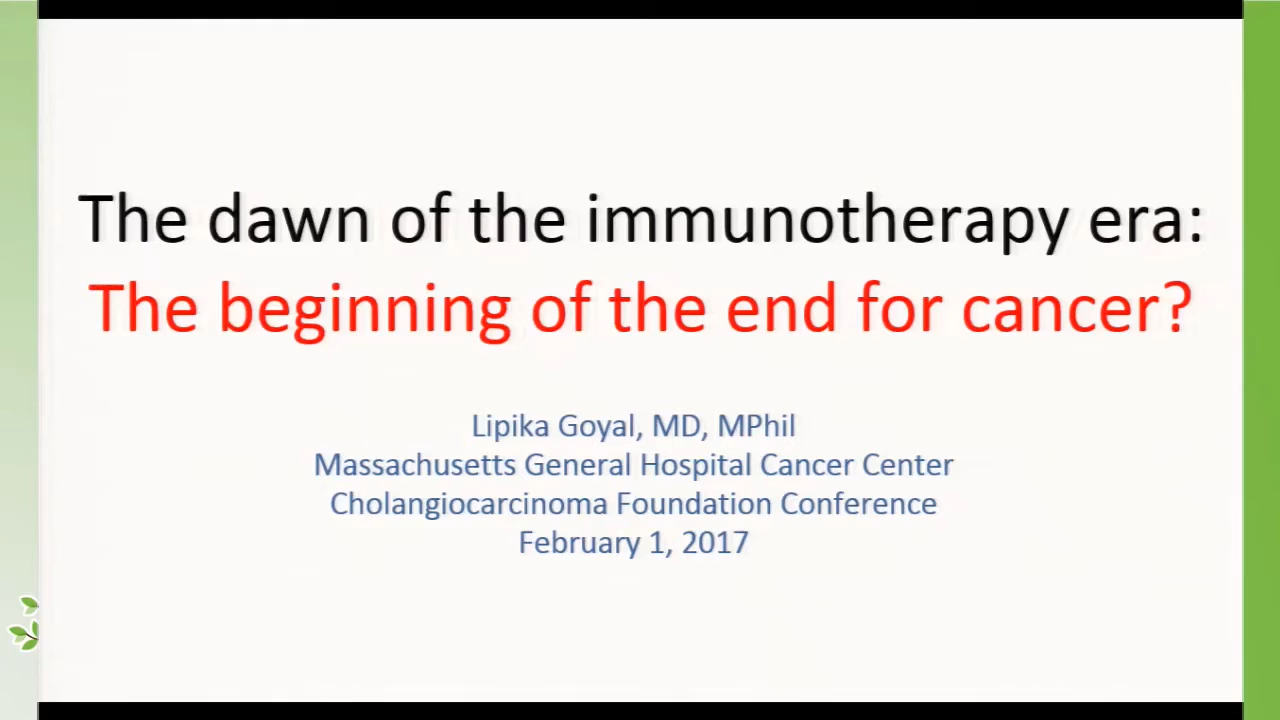 The dawn of the immunotherapy era:
The beginning of the end for cancer?
Lipika Goyal, MD, MPhil
Massachusetts General Hospital Cancer Center
Cholangiocarcinoma Foundation Conference
February 1, 2017